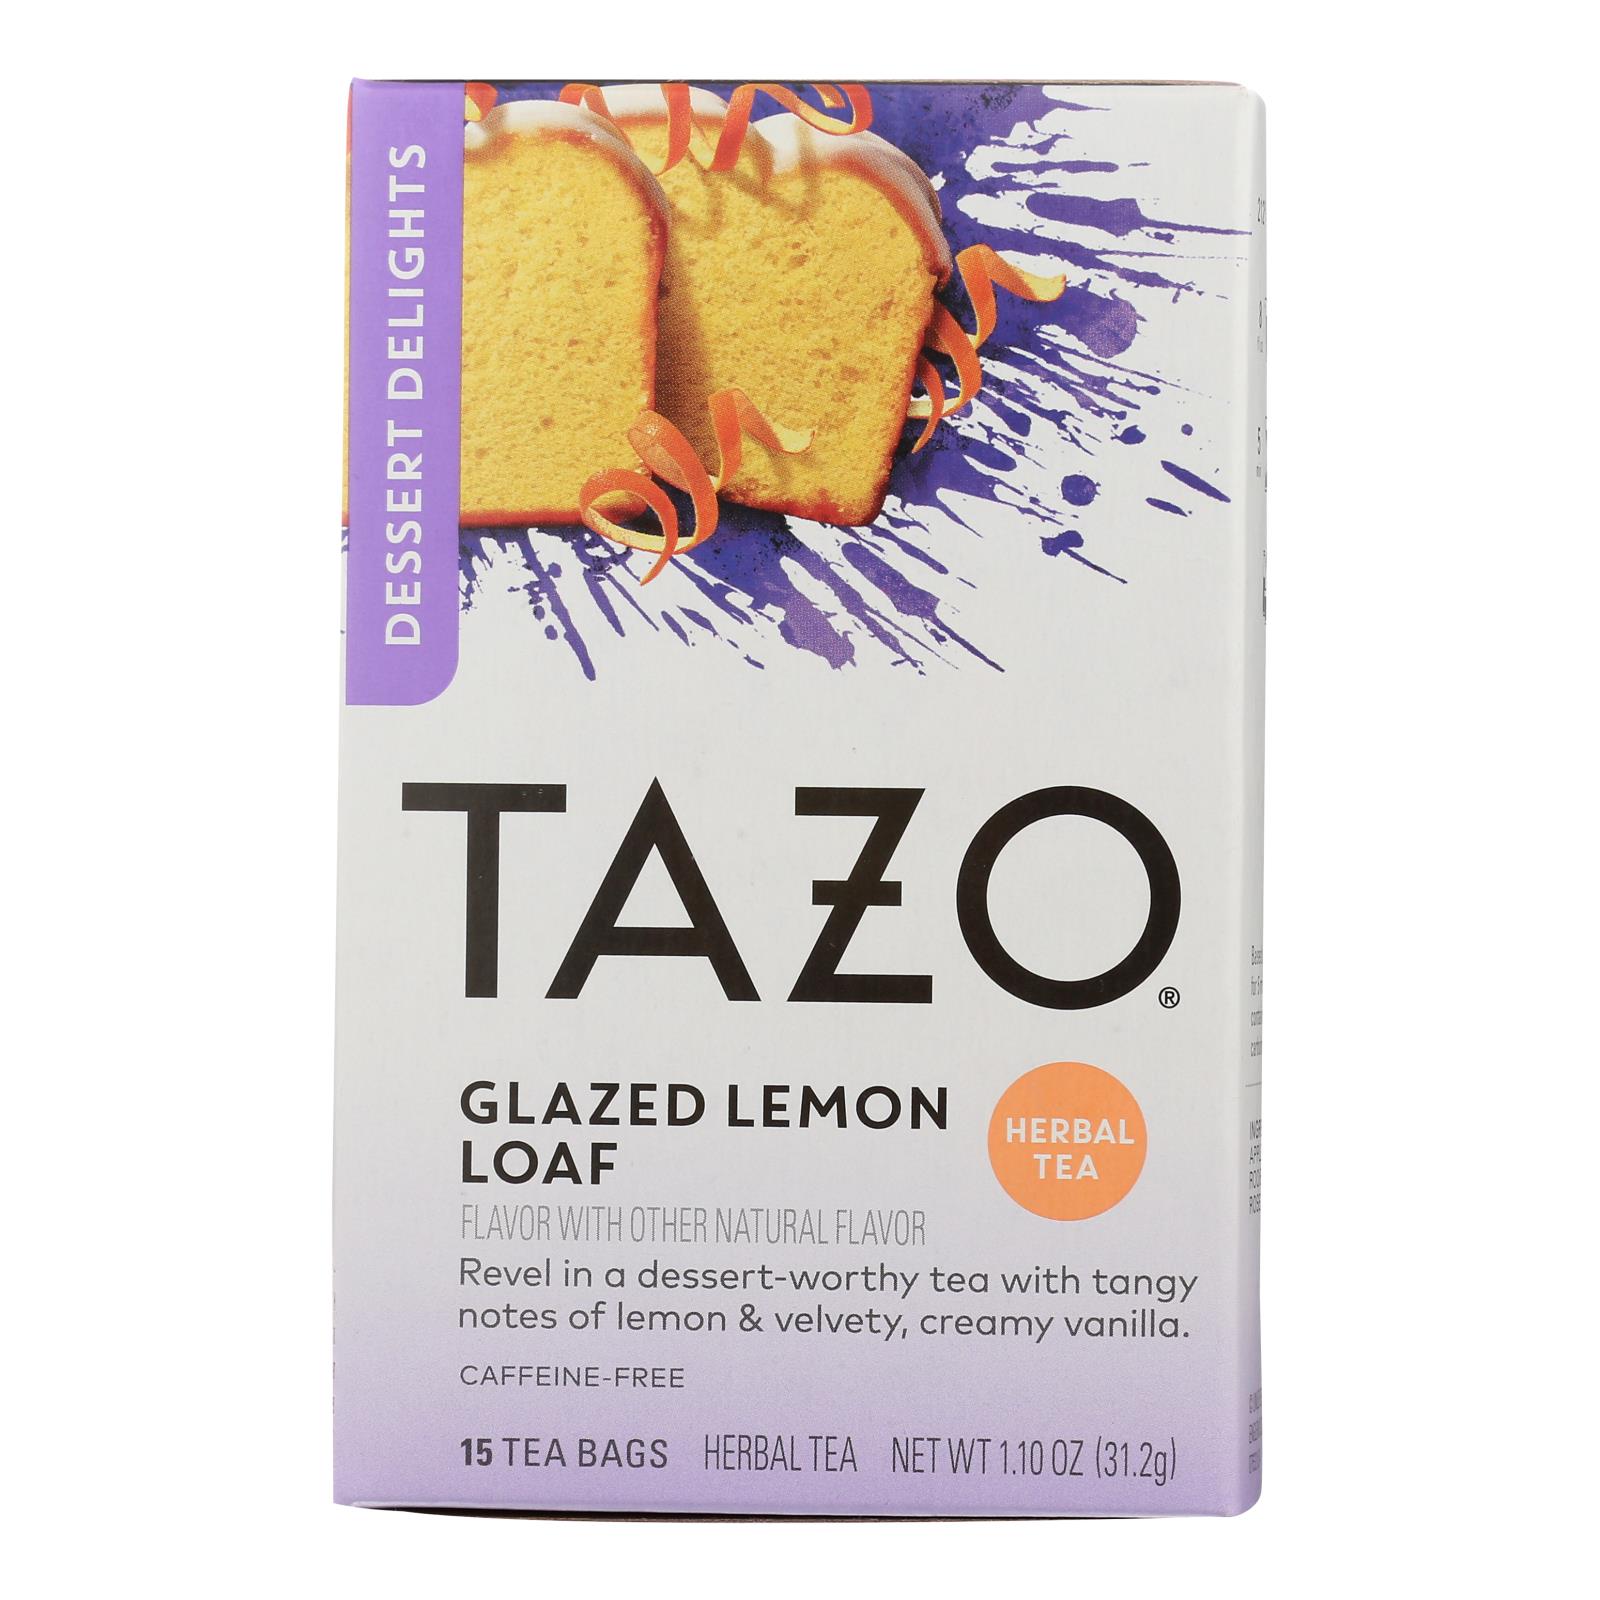 DESSERT DELIGHTS
TAZO®
GLAZED LEMON
LOAF
HERBAL
TEA
FLAVOR WITH OTHER NATURAL FLAVOR
Revel in a dessert-worthy tea with tangy
notes of lemon & velvety, creamy vanilla.
CAFFEINE-FREE
15 TEA BAGS HERBAL TEA NET WT 1.10 OZ (31.2g)